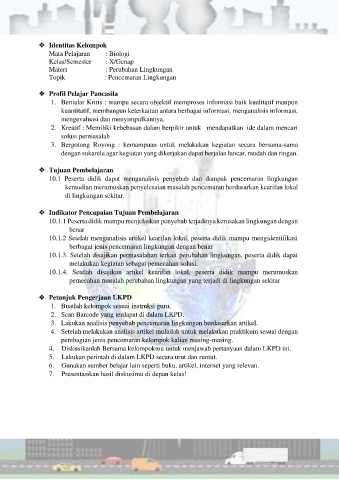 ❖ Identitas Kelompok
Mata Pelajaran : Biologi
Kelas/Semester : X/Genap
Materi : Perubahan Lingkungan
Topik : Pencemaran Lingkungan
❖ Profil Pelajar Pancasila
1. Bernalar Kritis : mampu secara objektif memproses informasi baik kualitatif maupun
kuantitatif, membangun keterkaitan antara berbagai informasi, menganalisis informasi,
mengevaluasi dan menyimpulkannya.
2. Kreatif : Memiliki kebebasan dalam berpikir untuk mendapatkan ide dalam mencari
solusi permasalah
3. Bergotong Royong : kemampuan untuk melakukan kegiatan secara bersama-sama
dengan sukarela agar kegiatan yang dikerjakan dapat berjalan lancar, mudah dan ringan.
❖ Tujuan Pembelajaran
10.1 Peserta didik dapat menganalisis penyebab dan dampak pencemaran lingkungan
kemudian merumuskan penyelesaian masalah pencemaran berdasarkan kearifan lokal
di lingkungan sekitar.
❖ Indikator Pencapaian Tujuan Pembelajaran
10.1.1 Peserta didik mampu menjelaskan penyebab terjadinya kerusakan lingkungan dengan
benar
10.1.2 Setelah menganalisis artikel kearifan lokal, peserta didik mampu mengidentifikasi
berbagai jenis pencemaran lingkungan dengan benar
10.1.3. Setelah disajikan permasalahan terkait perubahan lingkungan, peserta didik dapat
melakukan kegiatan sebagai pemecahan solusi.
10.1.4. Setelah disajikan artikel kearifan lokal, peserta didik mampu merumuskan
pemecahan masalah perubahan lingkungan yang terjadi di lingkungan sekitar
❖ Petunjuk Pengerjaan LKPD
1. Buatlah kelompok sesuai instruksi guru.
2. Scan Barcode yang terdapat di dalam LKPD.
3. Lakukan analisis penyebab pencemaran lingkungan berdasarkan artikel.
4. Setelah melakukan analisis artikel mulailah untuk melakukan praktikum sesuai dengan
pembagian jenis pencemaran kelompok kalian masing-masing.
4. Diskusikanlah Bersama kelompokmu untuk menjawab pertanyaan dalam LKPD ini.
5. Lakukan perintah di dalam LKPD secara urut dan runtut.
6. Gunakan sumber belajar lain seperti buku, artikel, internet yang relevan.
7. Presentasikan hasil diskusimu di depan kelas!